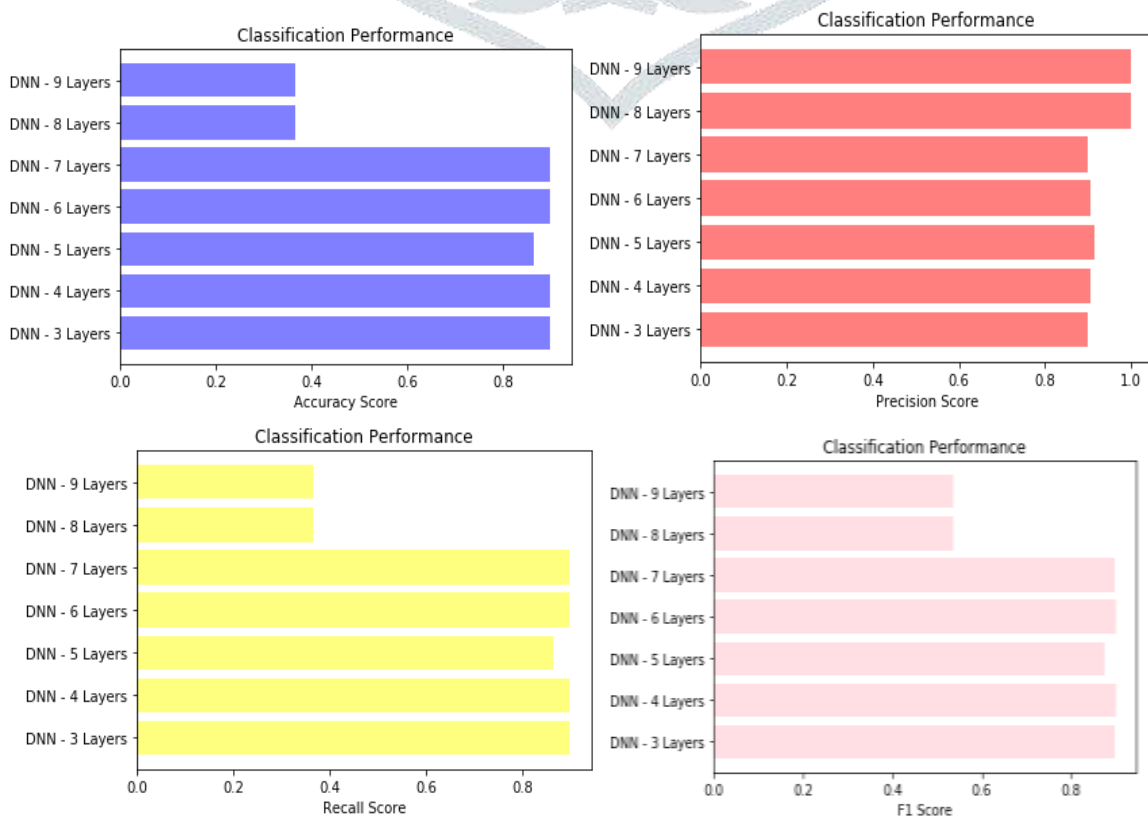 Classification Performance
DNN - 9 Layers
DNN - 8 Layers
DNN - 7 Layers
DNN - 6 Layers
DNN - 5 Layers
DNN - 4 Layers
DNN - 3 Layers
0.0 0.2 0.4 0.6 0.8
Accuracy Score
Classification Performance
DNN - 9 Layers
DNN - 8 Layers
DNN - 7 Layers
DNN - 6 Layers
DNN - 5 Layers
DNN - 4 Layers
DNN - 3 Layers
0.0 0.2 0.4 0.6 0.8 1.0
Precision Score
Classification Performance
DNN - 9 Layers
DNN - 8 Layers
DNN - 7 Layers
DNN - 6 Layers
DNN - 5 Layers
DNN - 4 Layers
DNN - 3 Layers
0.0 0.2 0.4 0.6 0.8
Recall Score
Classification Performance
DNN - 9 Layers
DNN - 8 Layers
DNN - 7 Layers
DNN - 6 Layers
DNN - 5 Layers
DNN - 4 Layers
DNN - 3 Layers
0.0 0.2 0.4 0.6 0.8
F1 Score